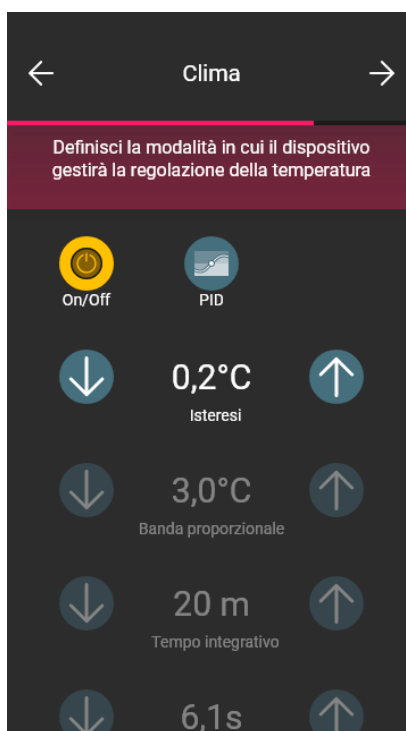 Clima
Definisci la modalità in cui il dispositivo
gestirà la regolazione della temperatura
On/Off
PID
0,2°C
Isteresi
3,0°C
Banda proporzionale
20 m
Tempo integrativo
6,1s